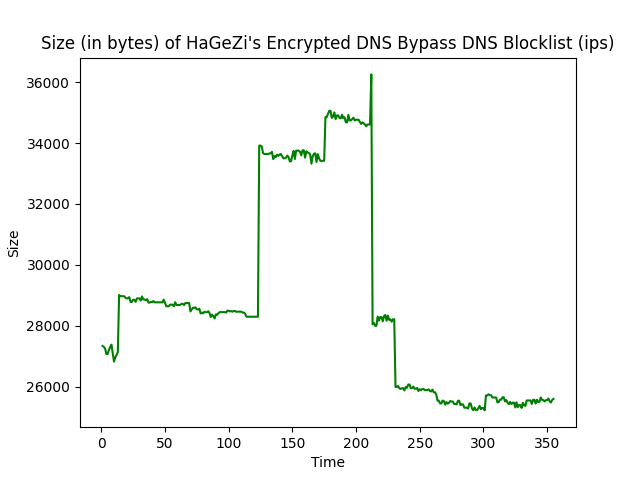 Size (in bytes) of HaGeZi's Encrypted DNS Bypass DNS Blocklist (ips)
36000
34000
32000
30000
28000
26000
Size
0 50 100 150 200 250 300 350
Time